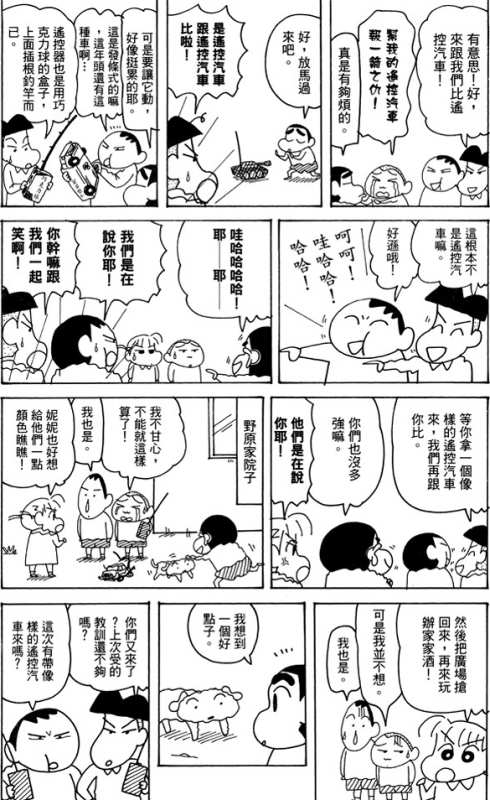 有意思！好，
來跟我們比遙
控汽車！
幫我的遙控汽車
報一箭之仇！
真是有夠煩的。
好，放馬過
來吧。
是遙控汽車
跟遙控汽車
比啦！
可是要讓它動，
好像挺累的耶。
這是發條式的嘛
，這年頭還有這
種車啊…
遙控器也是用巧
克力球的盒子，
上面插根釣竿而
已。
這根本不
是遙控汽
車嘛。
好遜哦！
呵呵！
哇哈哈！
哈哈！
哇哈哈哈哈！
耶　耶
我們是在
說你耶！
你幹嘛跟
我們一起
笑啊！
等你拿一個像
樣的遙控汽車
來，我們再跟
你比。
你們也沒多
強嘛。
他們是在說
你耶！
野原家院子
我不甘心，
不能就這樣
算了！
我也是。
妮妮也好想
給他們一點
顏色瞧瞧！
然後把廣場搶
回來，再來玩
辦家家酒！
可是我並不想。
我也是。
我想到
一個好
點子。
你們又來了
？上次受的
教訓還不夠
嗎？
這次有帶像
樣的遙控汽
車來嗎？